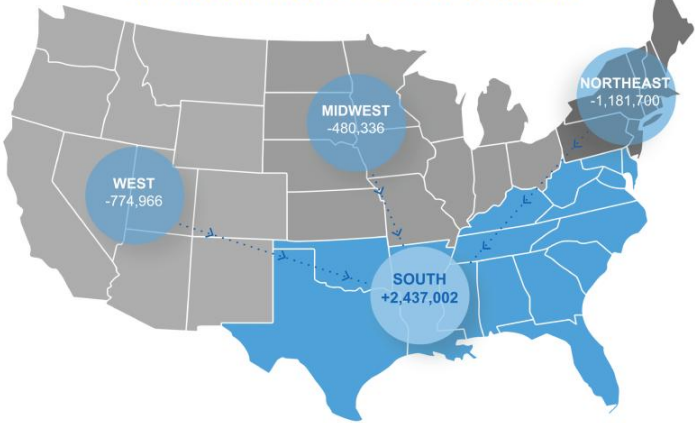 NORTHEAST
-1,181,700
MIDWEST
-480,336
WEST
-774,966
SOUTH
+2,437,002